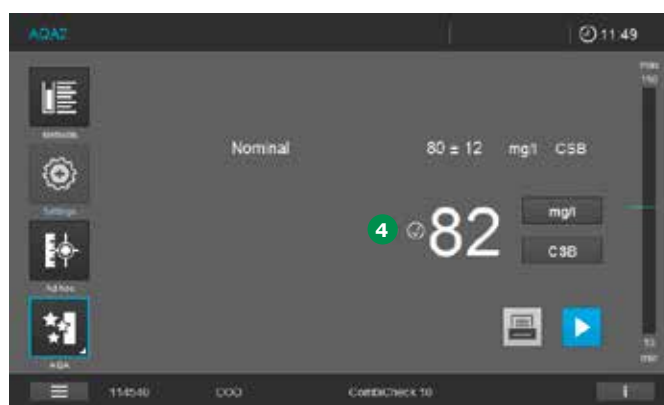 AQA2
11:49
max
150
Methods
Nominal 80 ± 12 mg/l CSB
Settings
4 82 mg/l
CSB
Ad hoc
AQA
10
min
114540 COD CombiCheck 10 i